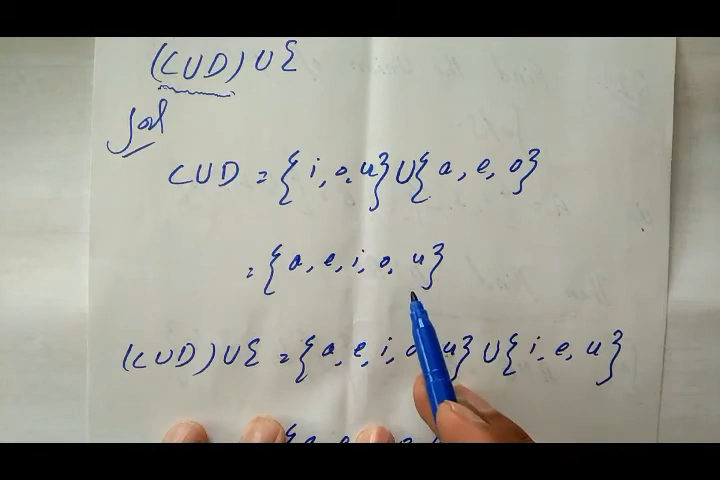 (CUD)UE
Sol
CUD = {i, o, u}U{a, e, o}
= {a, e, i, o, u}
(CUD)UE = {a, e, i, o, u}U{i, e, u}